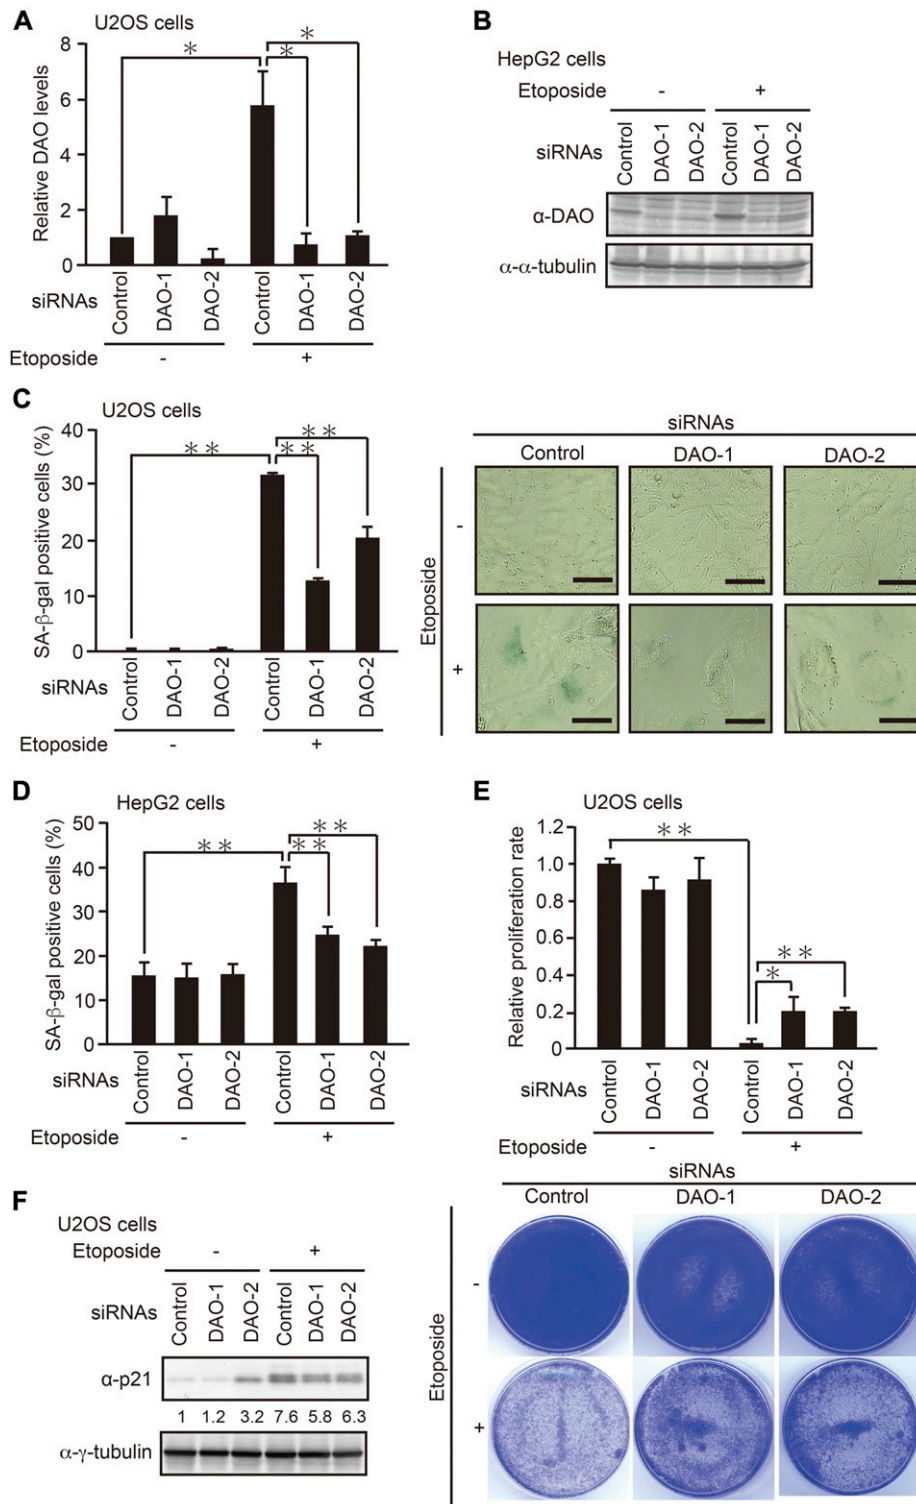 A
U2OS cells
Relative DAO levels
8
6
4
2
0
*
*
*
siRNAs
Control
DAO-1
DAO-2
Control
DAO-1
DAO-2
Etoposide
-
+
B
HepG2 cells
Etoposide
-
+
siRNAs
Control
DAO-1
DAO-2
Control
DAO-1
DAO-2
α-DAO
α-α-tubulin
C
U2OS cells
SA-β-gal positive cells (%)
40
30
20
10
0
**
**
**
siRNAs
Control
DAO-1
DAO-2
Control
DAO-1
DAO-2
Etoposide
-
+
siRNAs
Control
DAO-1
DAO-2
Etoposide
-
+
D
HepG2 cells
SA-β-gal positive cells (%)
50
40
30
20
10
0
**
**
**
siRNAs
Control
DAO-1
DAO-2
Control
DAO-1
DAO-2
Etoposide
-
+
E
U2OS cells
Relative proliferation rate
1.2
1.0
0.8
0.6
0.4
0.2
0
**
**
*
siRNAs
Control
DAO-1
DAO-2
Control
DAO-1
DAO-2
Etoposide
-
+
siRNAs
Control
DAO-1
DAO-2
Etoposide
-
+
F
U2OS cells
Etoposide
-
+
siRNAs
Control
DAO-1
DAO-2
Control
DAO-1
DAO-2
α-p21
1 1.2 3.2 7.6 5.8 6.3
α-γ-tubulin